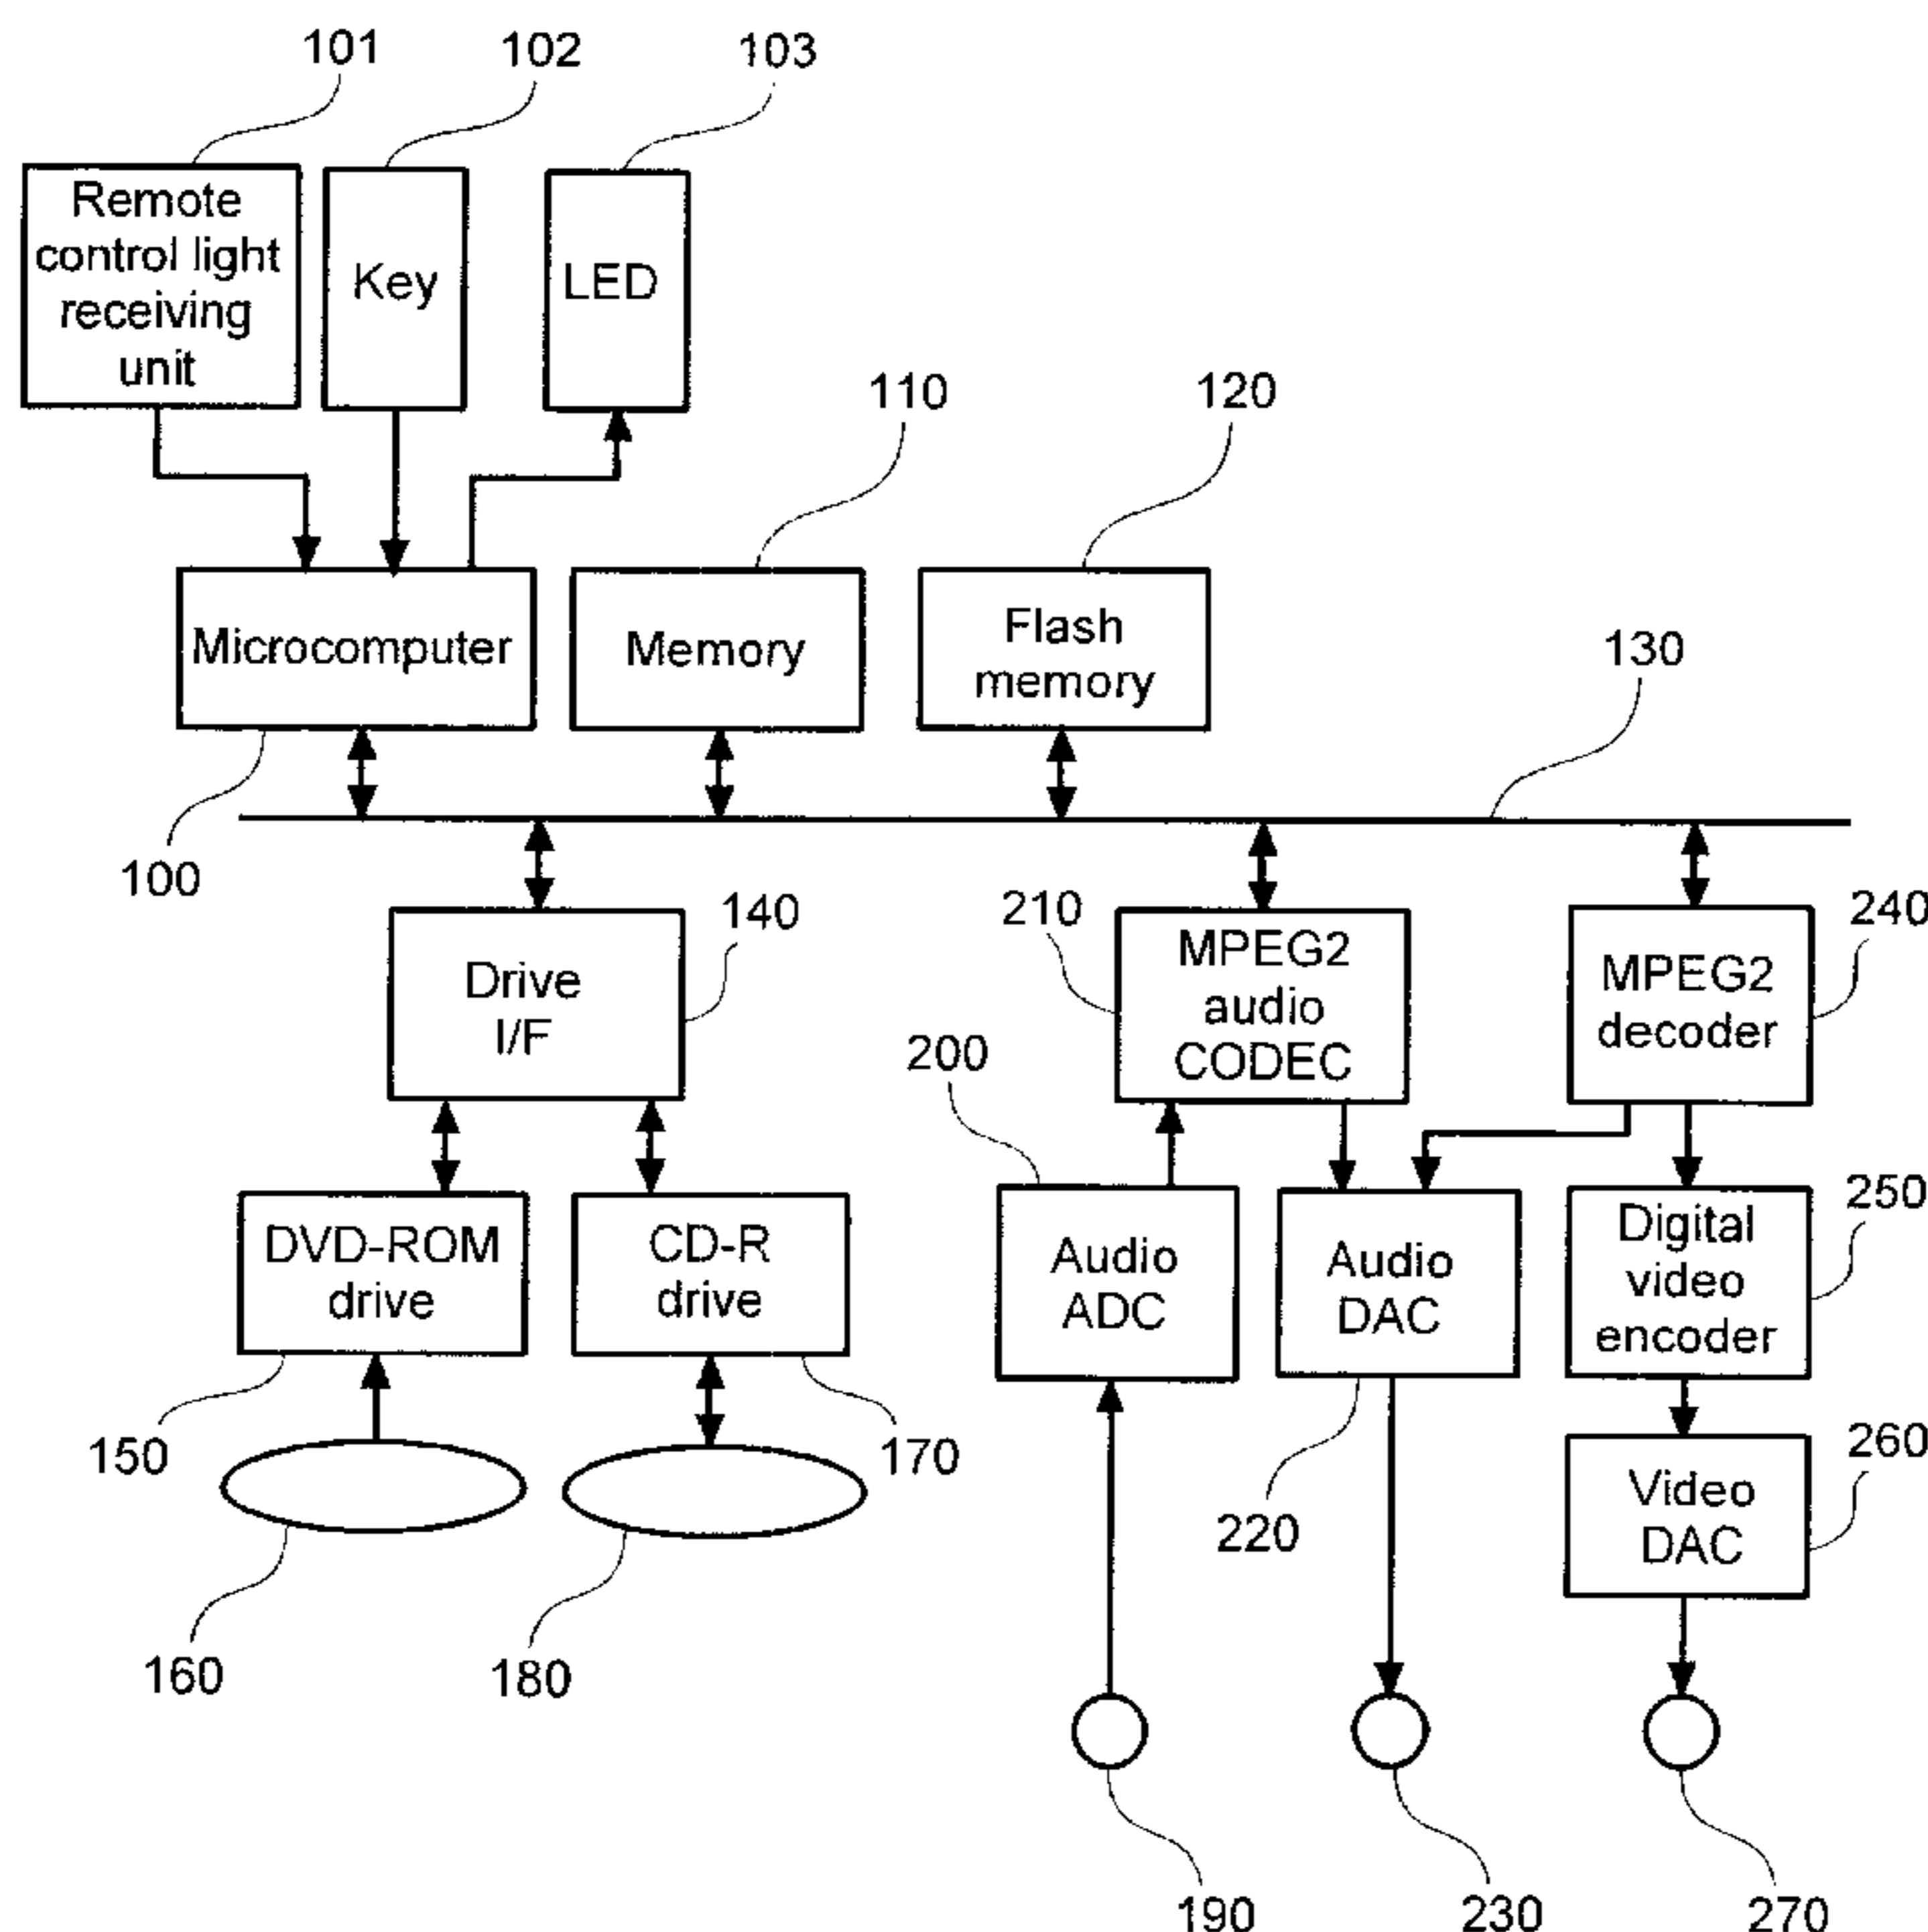 101
102
103
Remote
control light
receiving
unit
Key
LED
110
120
Microcomputer
Memory
Flash
memory
130
100
140
210
240
Drive
I/F
MPEG2
audio
CODEC
MPEG2
decoder
200
250
DVD-ROM
drive
CD-R
drive
Audio
ADC
Audio
DAC
Digital
video
encoder
150
170
220
260
Video
DAC
160
180
190
230
270